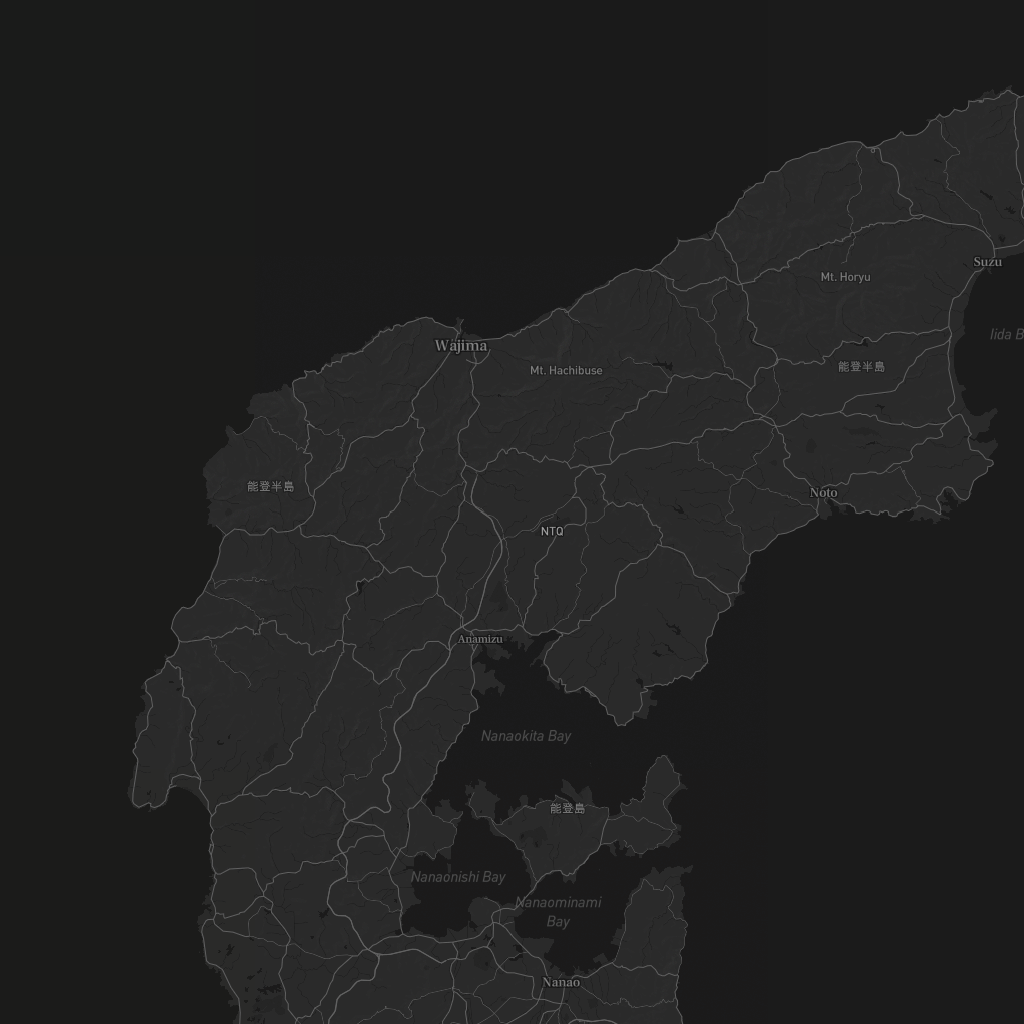 Suzu
Mt. Horyu
Iida B
Wajima
Mt. Hachibuse
能登半島
能登半島
Noto
NTQ
Anamizu
Nanaokita Bay
能登島
Nanaonishi Bay
Nanaominami
Bay
Nanao